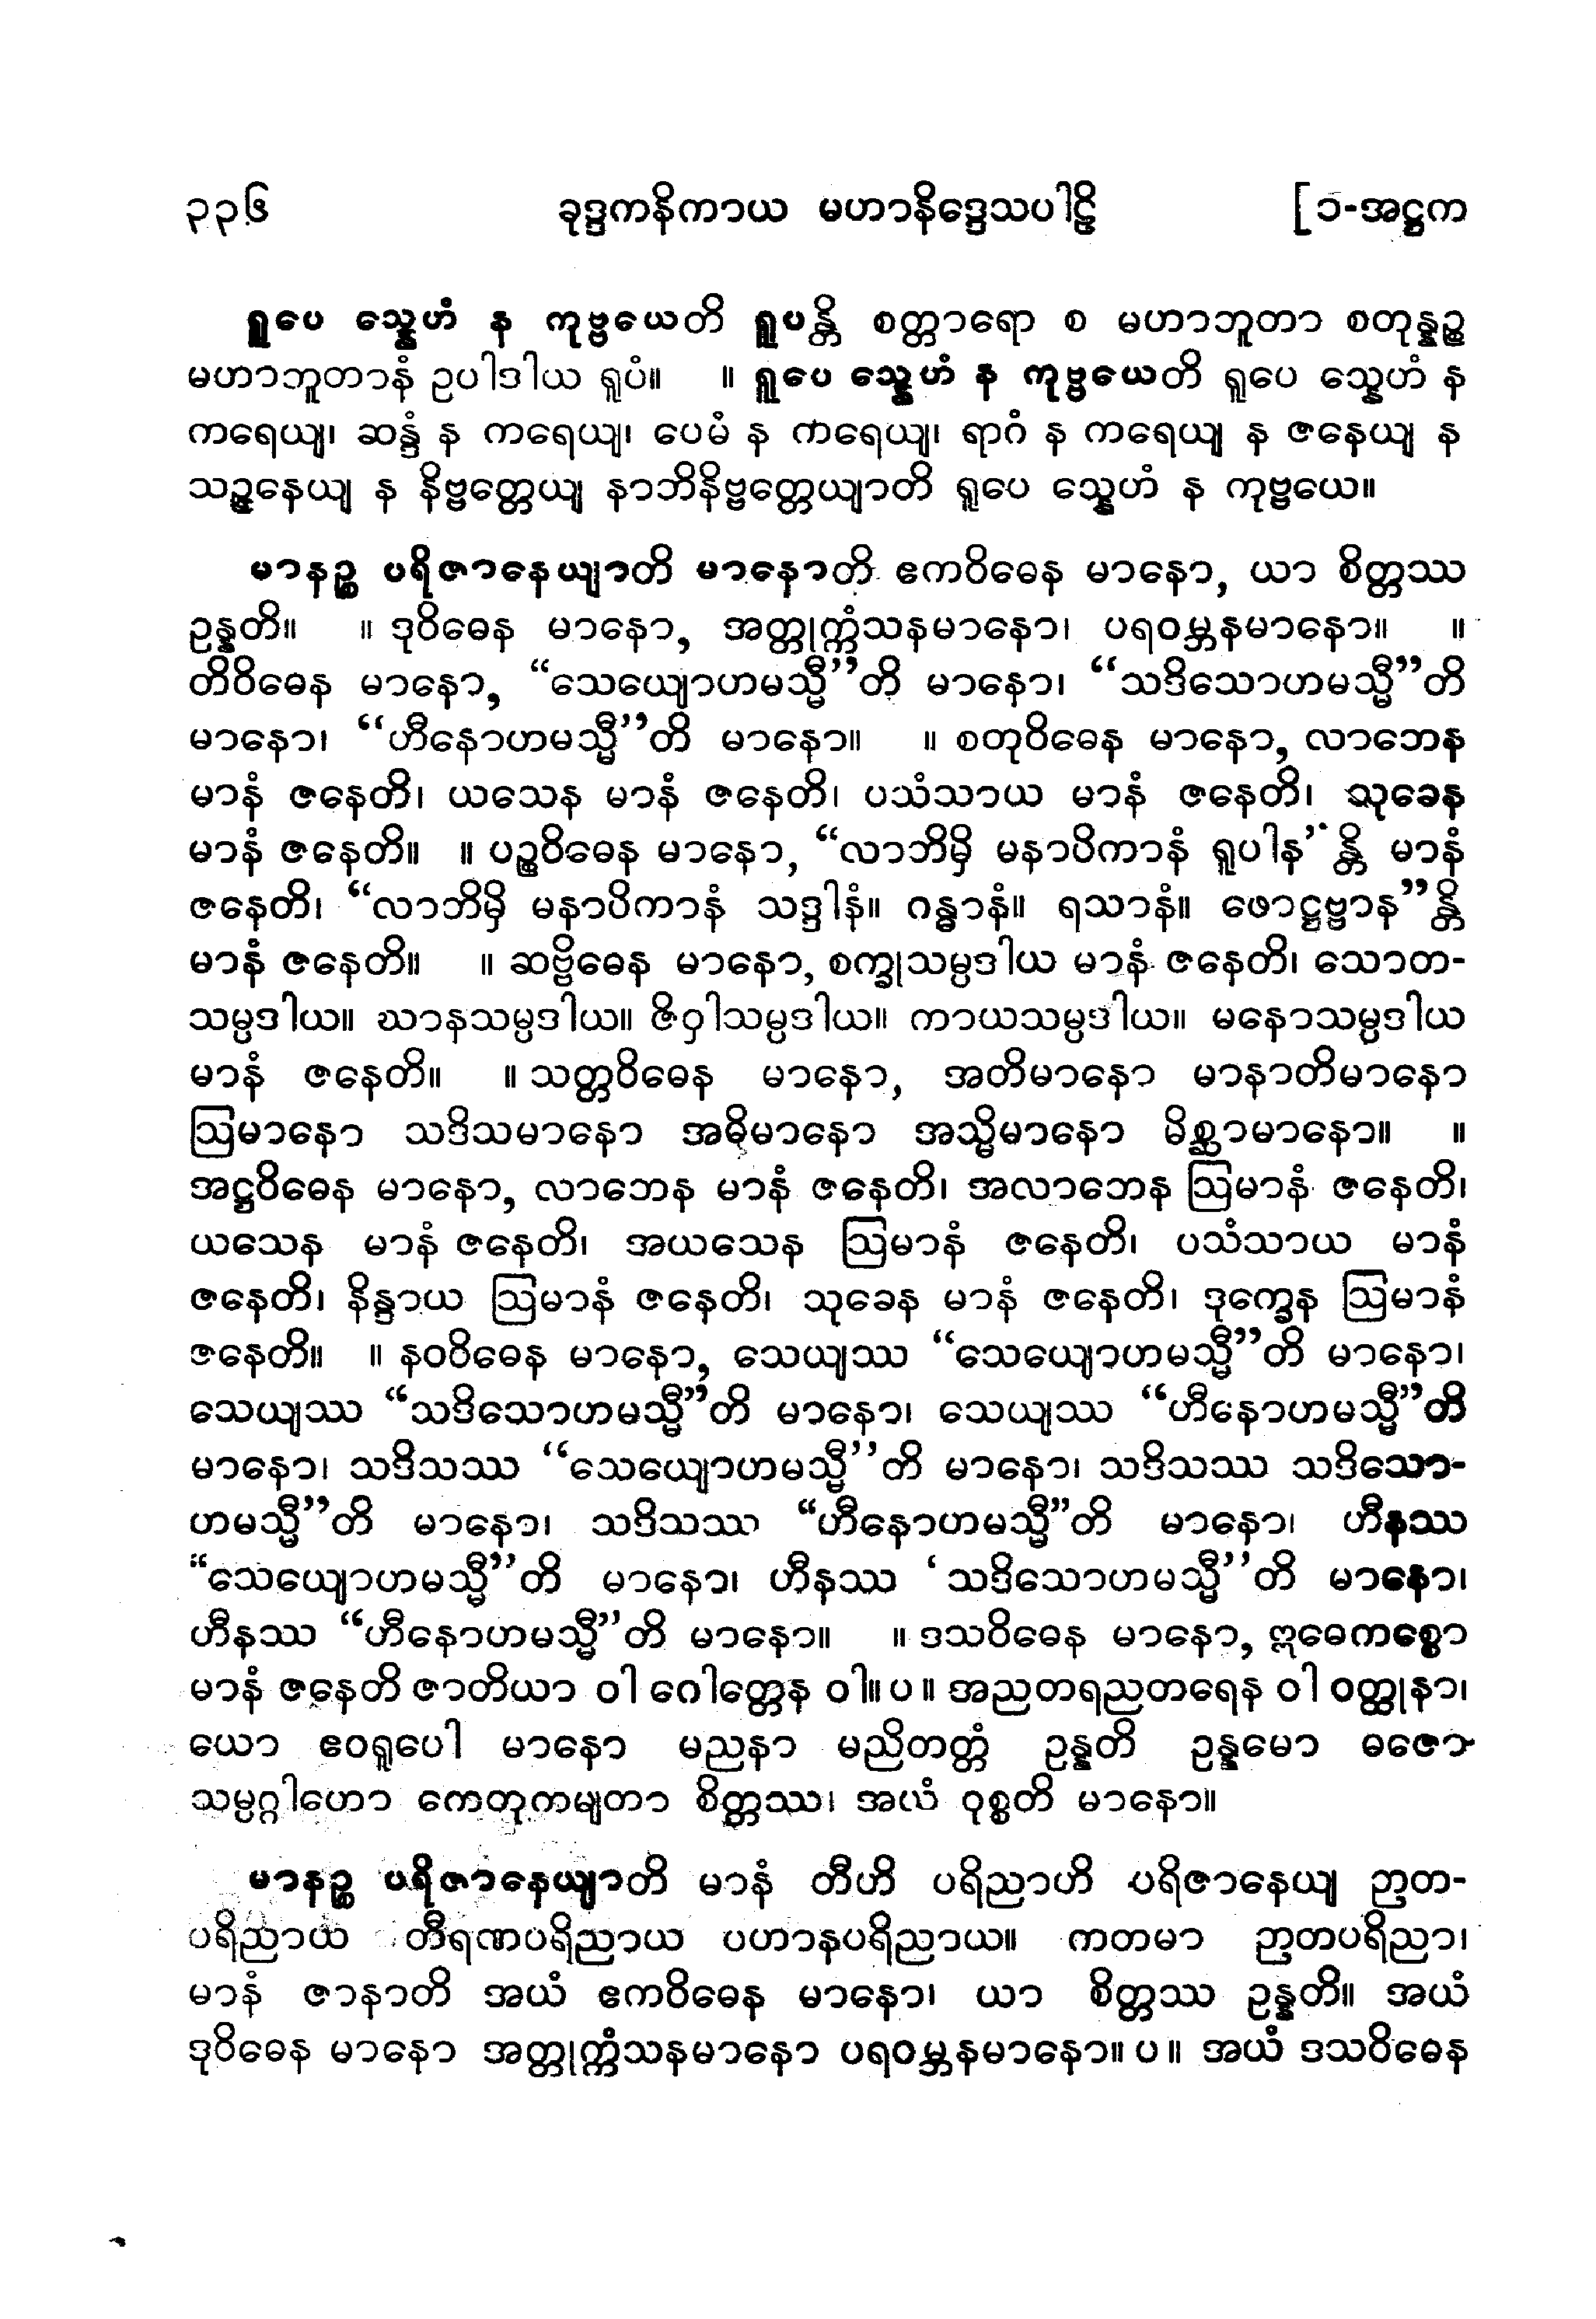 ၃၃၆ ခုဒ္ဒကနိကာယ မဟာနိဒ္ဒေသပါဠိ [၁-အဋ္ဌက
ရူပေ သ္နေဟံ န ကုဗ္ဗယေတိ ရူပန္တိ စတ္တာရော စ မဟာဘူတာ စတုန္နဉ္စ
မဟာဘူတာနံ ဥပါဒါယ ရူပံ။ ။ ရူပေ သ္နေဟံ န ကုဗ္ဗယေတိ ရူပေ သ္နေဟံ န
ကရေယျ၊ ဆန္ဒံ န ကရေယျ၊ ပေမံ န ကရေယျ၊ ရာဂံ န ကရေယျ န ဇနေယျ န
သဉ္ဇနေယျ န နိဗ္ဗတ္တေယျ နာဘိနိဗ္ဗတ္တေယျာတိ ရူပေ သ္နေဟံ န ကုဗ္ဗယေ။
မာနဉ္စ ပရိဇာနေယျာတိ မာနောတိ ဧကဝိဓေန မာနော, ယာ စိတ္တဿ
ဥန္နတိ။ ။ ဒုဝိဓေန မာနော, အတ္တုက္ကံသနမာနော၊ ပရဝမ္ဘနမာနော။ ။
တိဝိဓေန မာနော, “သေယျောဟမသ္မီ”တိ မာနော၊ “သဒိသောဟမသ္မီ”တိ
မာနော၊ “ဟီနောဟမသ္မီ”တိ မာနော။ ။ စတုဝိဓေန မာနော, လာဘေန
မာနံ ဇနေတိ၊ ယသေန မာနံ ဇနေတိ၊ ပသံသာယ မာနံ ဇနေတိ၊ သုခေန
မာနံ ဇနေတိ။ ။ ပဉ္စဝိဓေန မာနော, “လာဘိမှိ မနာပိကာနံ ရူပါန”န္တိ မာနံ
ဇနေတိ၊ “လာဘိမှိ မနာပိကာနံ သဒ္ဒါနံ။ ဂန္ဓာနံ။ ရသာနံ။ ဖောဋ္ဌဗ္ဗာန”န္တိ
မာနံ ဇနေတိ။ ။ ဆဗ္ဗိဓေန မာနော, စက္ခုသမ္ပဒါယ မာနံ ဇနေတိ၊ သောတ-
သမ္ပဒါယ။ ဃာနသမ္ပဒါယ။ ဇိဝှါသမ္ပဒါယ။ ကာယသမ္ပဒါယ။ မနောသမ္ပဒါယ
မာနံ ဇနေတိ။ ။ သတ္တဝိဓေန မာနော, အတိမာနော မာနာတိမာနော
ဩမာနော သဒိသမာနော အဓိမာနော အသ္မိမာနော မိစ္ဆာမာနော။ ။
အဋ္ဌဝိဓေန မာနော, လာဘေန မာနံ ဇနေတိ၊ အလာဘေန ဩမာနံ ဇနေတိ၊
ယသေန မာနံ ဇနေတိ၊ အယသေန ဩမာနံ ဇနေတိ၊ ပသံသာယ မာနံ
ဇနေတိ၊ နိန္ဒာယ ဩမာနံ ဇနေတိ၊ သုခေန မာနံ ဇနေတိ၊ ဒုက္ခေန ဩမာနံ
ဇနေတိ။ ။ နဝဝိဓေန မာနော, သေယျဿ “သေယျောဟမသ္မီ”တိ မာနော၊
သေယျဿ “သဒိသောဟမသ္မီ”တိ မာနော၊ သေယျဿ “ဟီနောဟမသ္မီ”တိ
မာနော၊ သဒိသဿ “သေယျောဟမသ္မီ”တိ မာနော၊ သဒိသဿ သဒိသော-
ဟမသ္မီ”တိ မာနော၊ သဒိသဿ “ဟီနောဟမသ္မီ”တိ မာနော၊ ဟီနဿ
“သေယျောဟမသ္မီ”တိ မာနော၊ ဟီနဿ ‘သဒိသောဟမသ္မီ”တိ မာနော၊
ဟီနဿ “ဟီနောဟမသ္မီ”တိ မာနော။ ။ ဒသဝိဓေန မာနော, ဣဓေကစ္စော
မာနံ ဇနေတိ ဇာတိယာ ဝါ ဂေါတ္တေန ဝါ။ ပ ။ အညတရညတရေန ဝါ ဝတ္ထုနာ၊
ယော ဧဝရူပေါ မာနော မညနာ မညိတတ္တံ ဥန္နတိ ဥန္နမော ဓဇော
သမ္ပဂ္ဂါဟော ကေတုကမျတာ စိတ္တဿ၊ အယံ ဝုစ္စတိ မာနော။
မာနဉ္စ ပရိဇာနေယျာတိ မာနံ တီဟိ ပရိညာဟိ ပရိဇာနေယျ ဉာတ-
ပရိညာယ တီရဏပရိညာယ ပဟာနပရိညာယ။ ကတမာ ဉာတပရိညာ၊
မာနံ ဇာနာတိ အယံ ဧကဝိဓေန မာနော၊ ယာ စိတ္တဿ ဥန္နတိ။ အယံ
ဒုဝိဓေန မာနော အတ္တုက္ကံသနမာနော ပရဝမ္ဘနမာနော။ ပ ။ အယံ ဒသဝိဓေန